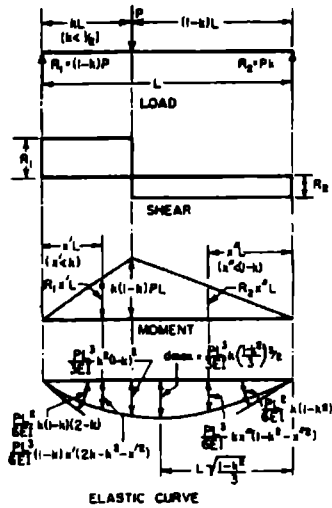 kL P (1-k)L
(k<½)
R₁=(1-k)P R₂=Pk
L
LOAD
R₁
R₂
SHEAR
x'L x"L
(x'<k) (x"<1-k)
R₁x'L k(1-k)PL R₂x"L
MOMENT
PL³/3EI k²(1-k)² dmax = PL³/3EI k((1-k²)/3)^3/2
PL²/6EI k(1-k)(2-k) PL²/6EI k(1-k²)
PL³/6EI (1-k)x'(2k-k²-x'²) PL³/6EI kx"(1-k²-x"²)
L√((1-k²)/3)
ELASTIC CURVE